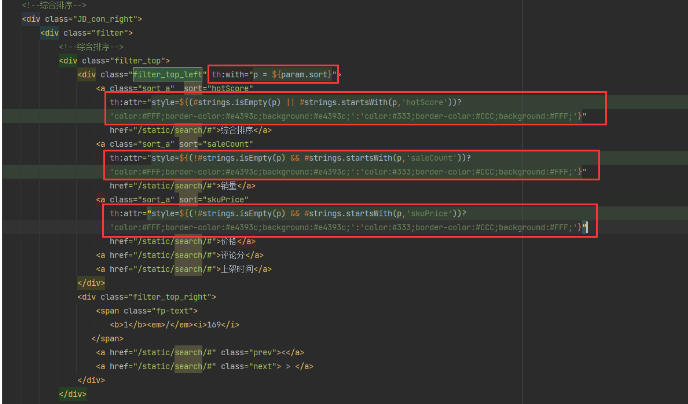 <!--综合排序-->
<div class="JD_con_right">
<div class="filter">
<!--综合排序-->
<div class="filter_top">
<div class="filter_top_left" th:with="p = ${param.sort}">
<a class="sort_a" sort="hotScore"
th:attr="style=${(#strings.isEmpty(p) || #strings.startsWith(p,'hotScore'))?
'color:#FFF;border-color:#e4393c;background:#e4393c;':'color:#333;border-color:#CCC;background:#FFF;'}"
href="/static/search/#">综合排序</a>
<a class="sort_a" sort="saleCount"
th:attr="style=${(!#strings.isEmpty(p) && #strings.startsWith(p,'saleCount'))?
'color:#FFF;border-color:#e4393c;background:#e4393c;':'color:#333;border-color:#CCC;background:#FFF;'}"
href="/static/search/#">销量</a>
<a class="sort_a" sort="skuPrice"
th:attr="style=${(!#strings.isEmpty(p) && #strings.startsWith(p,'skuPrice'))?
'color:#FFF;border-color:#e4393c;background:#e4393c;':'color:#333;border-color:#CCC;background:#FFF;'}"
href="/static/search/#">价格</a>
<a href="/static/search/#">评论分</a>
<a href="/static/search/#">上架时间</a>
</div>
<div class="filter_top_right">
<span class="fp-text">
<b>1</b><em>/</em><i>169</i>
</span>
<a href="/static/search/#" class="prev"><</a>
<a href="/static/search/#" class="next"> > </a>
</div>
</div>